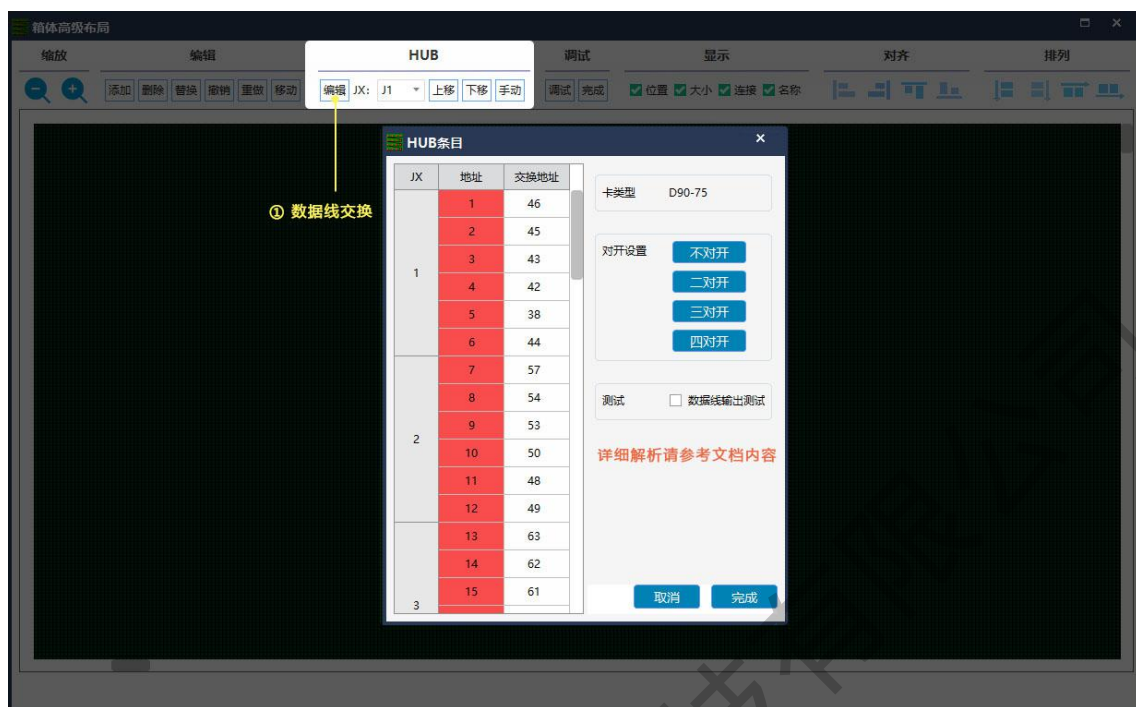 箱体高级布局
缩放 编辑 HUB 调试 显示 对齐 排列
添加 删除 替换 撤销 重做 移动 编辑 JX: J1 上移 下移 手动 调试 完成 位置 大小 连接 名称
HUB条目
JX 地址 交换地址
① 数据线交换
1
1 46
2 45
3 43
4 42
5 38
6 44
2
7 57
8 54
9 53
10 50
11 48
12 49
3
13 63
14 62
15 61
卡类型 D90-75
对开设置 不对开
二对开
三对开
四对开
测试 数据线输出测试
详细解析请参考文档内容
取消 完成
技有限公司